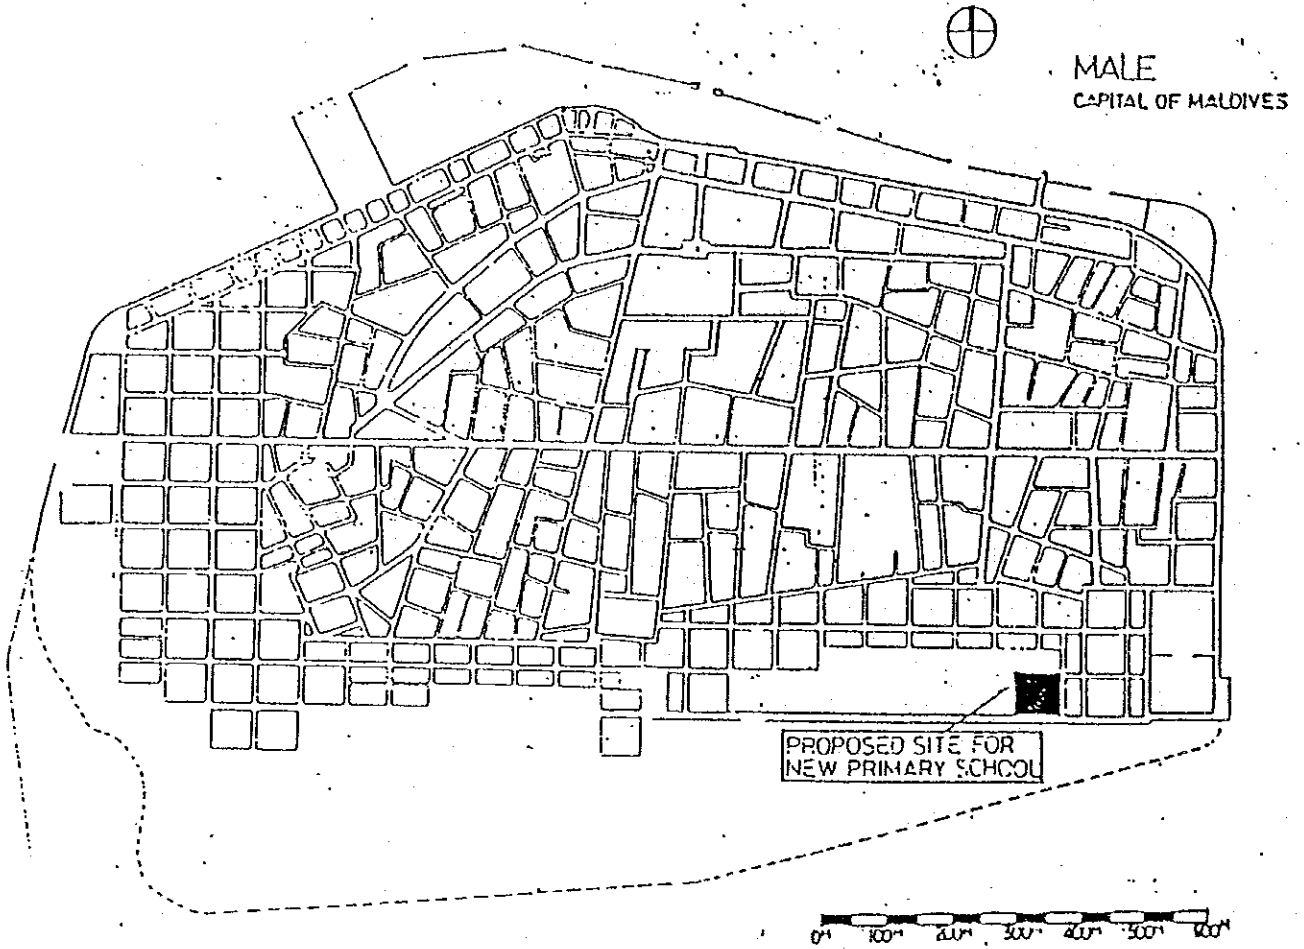 MALE
CAPITAL OF MALDIVES
PROPOSED SITE FOR
NEW PRIMARY SCHOOL
0M 100M 200M 300M 400M 500M 600M